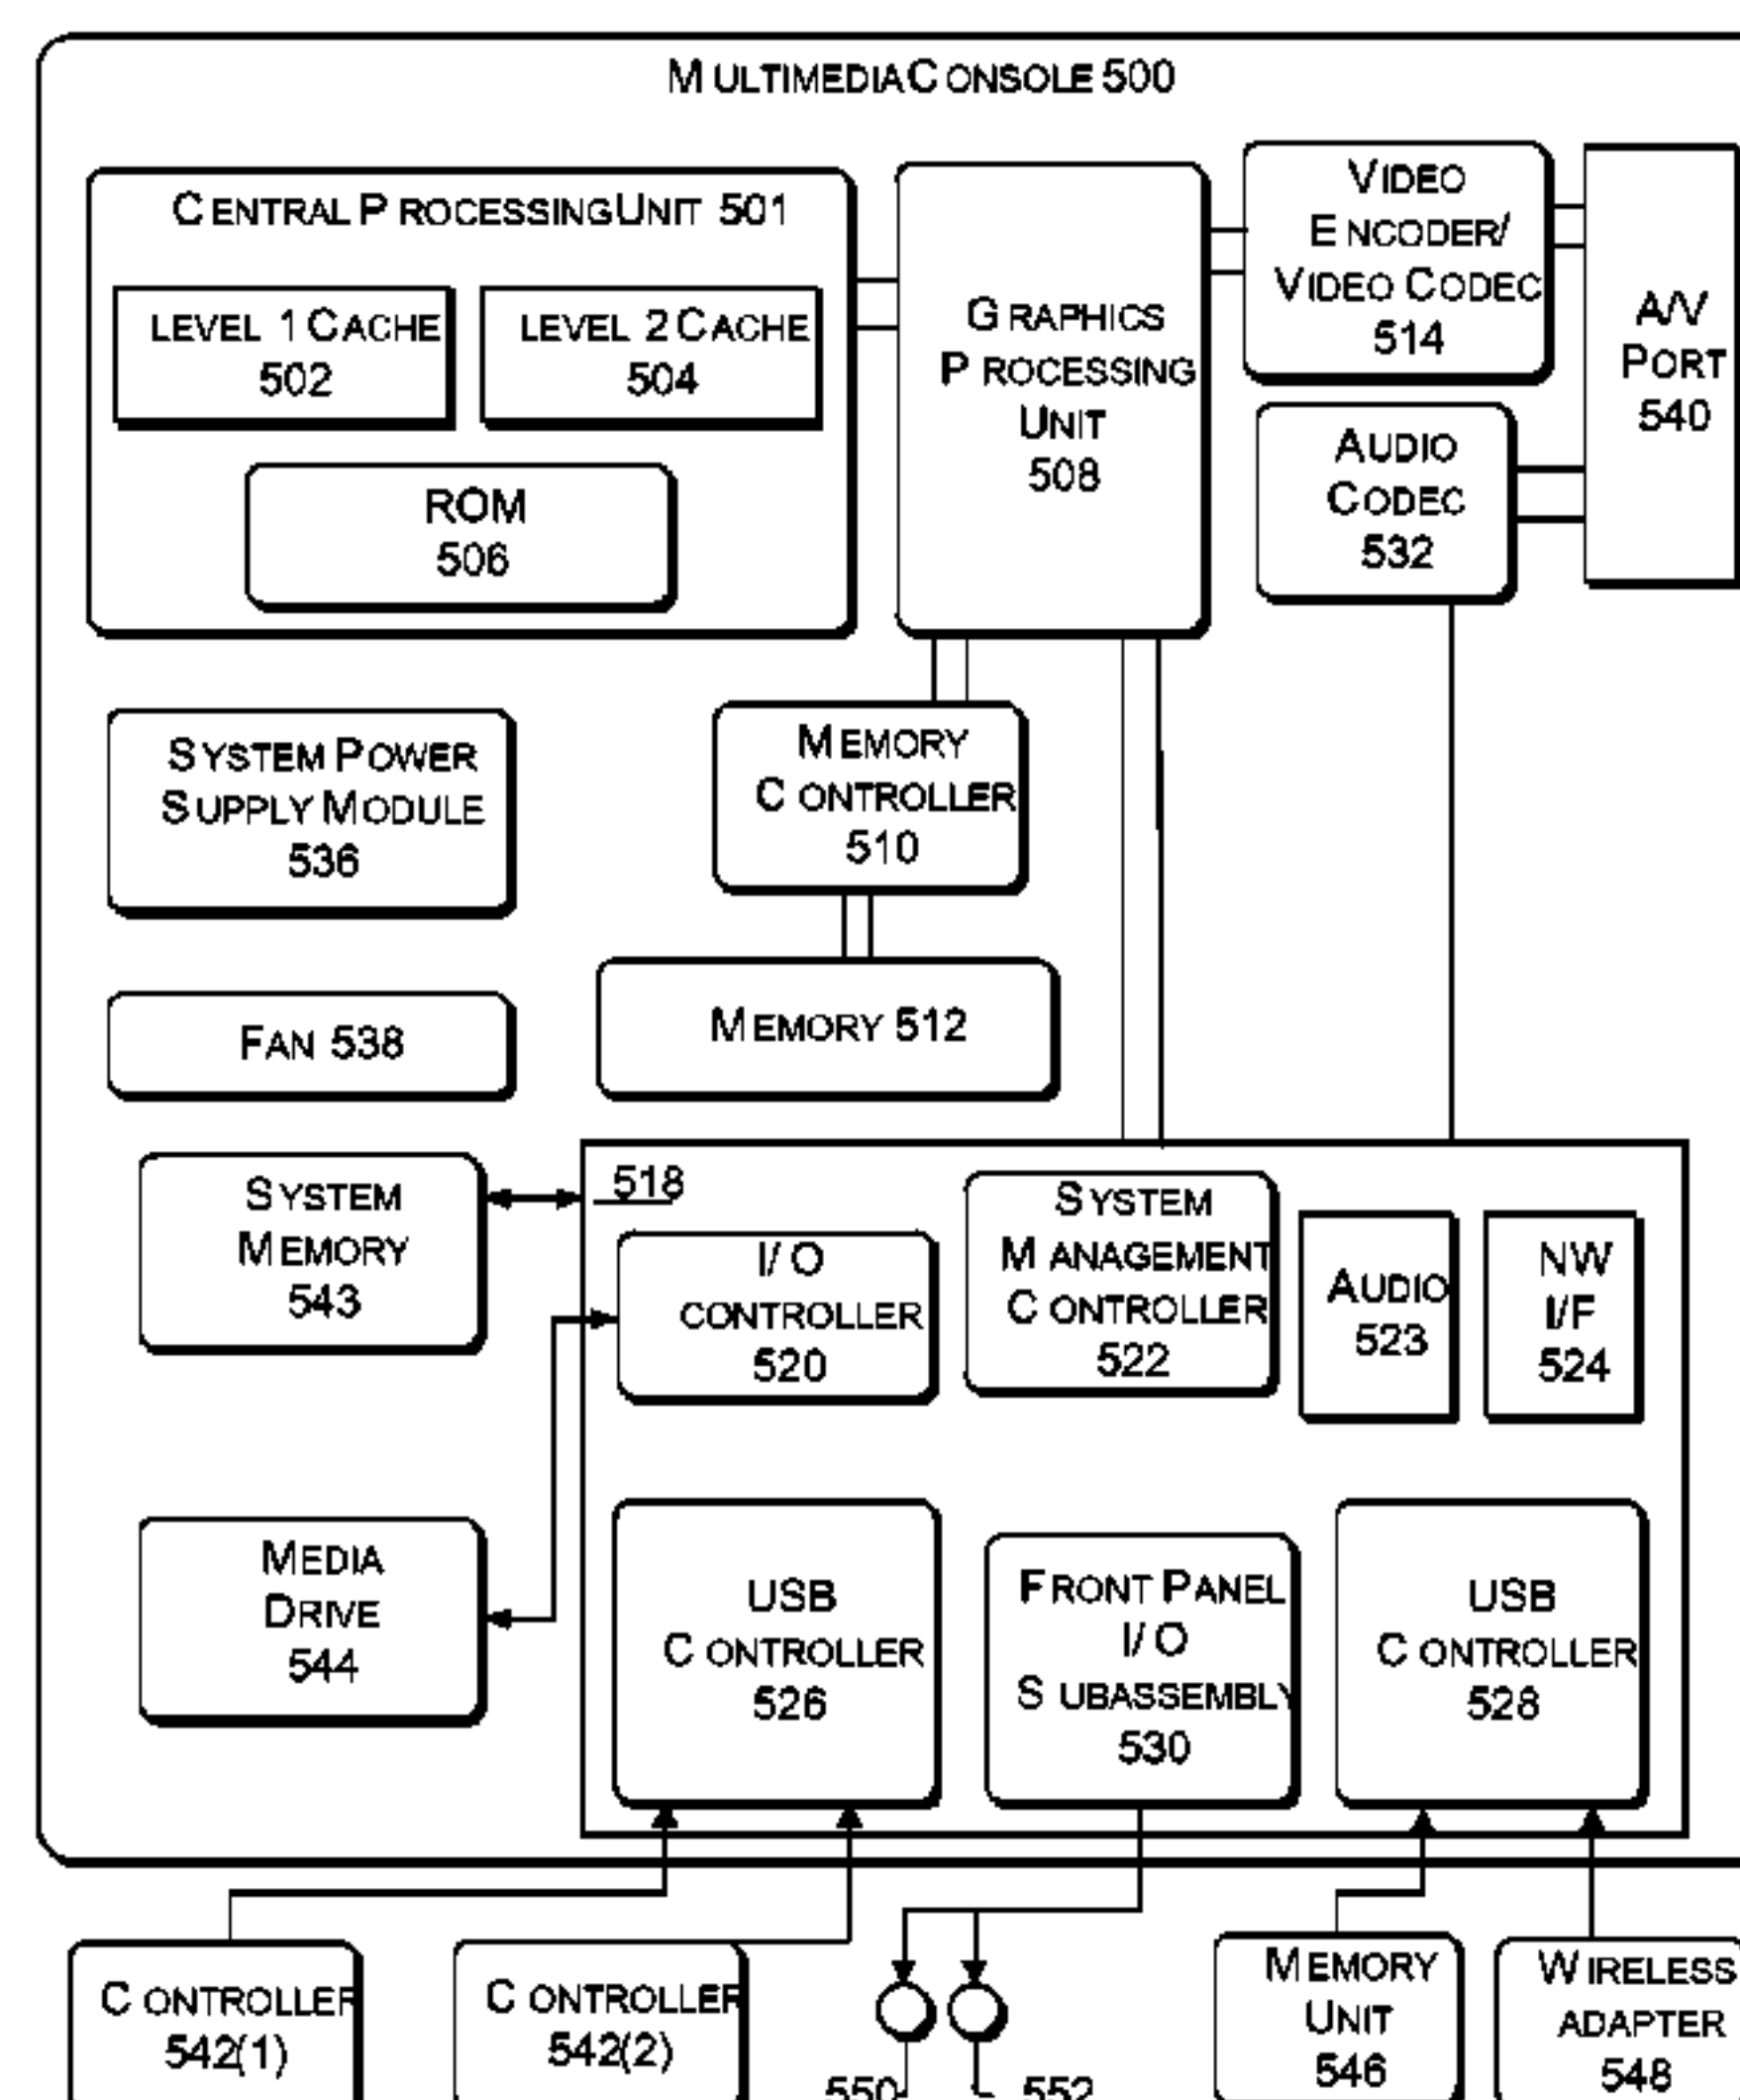 MULTIMEDIA CONSOLE 500
CENTRAL PROCESSING UNIT 501
LEVEL 1 CACHE
502
LEVEL 2 CACHE
504
ROM
506
GRAPHICS
PROCESSING
UNIT
508
VIDEO
ENCODER/
VIDEO CODEC
514
A/V
PORT
540
AUDIO
CODEC
532
SYSTEM POWER
SUPPLY MODULE
536
MEMORY
CONTROLLER
510
FAN 538
MEMORY 512
SYSTEM
MEMORY
543
518
I/O
CONTROLLER
520
SYSTEM
MANAGEMENT
CONTROLLER
522
AUDIO
523
NW
I/F
524
MEDIA
DRIVE
544
USB
CONTROLLER
526
FRONT PANEL
I/O
SUBASSEMBLY
530
USB
CONTROLLER
528
CONTROLLER
542(1)
CONTROLLER
542(2)
550
552
MEMORY
UNIT
546
WIRELESS
ADAPTER
548